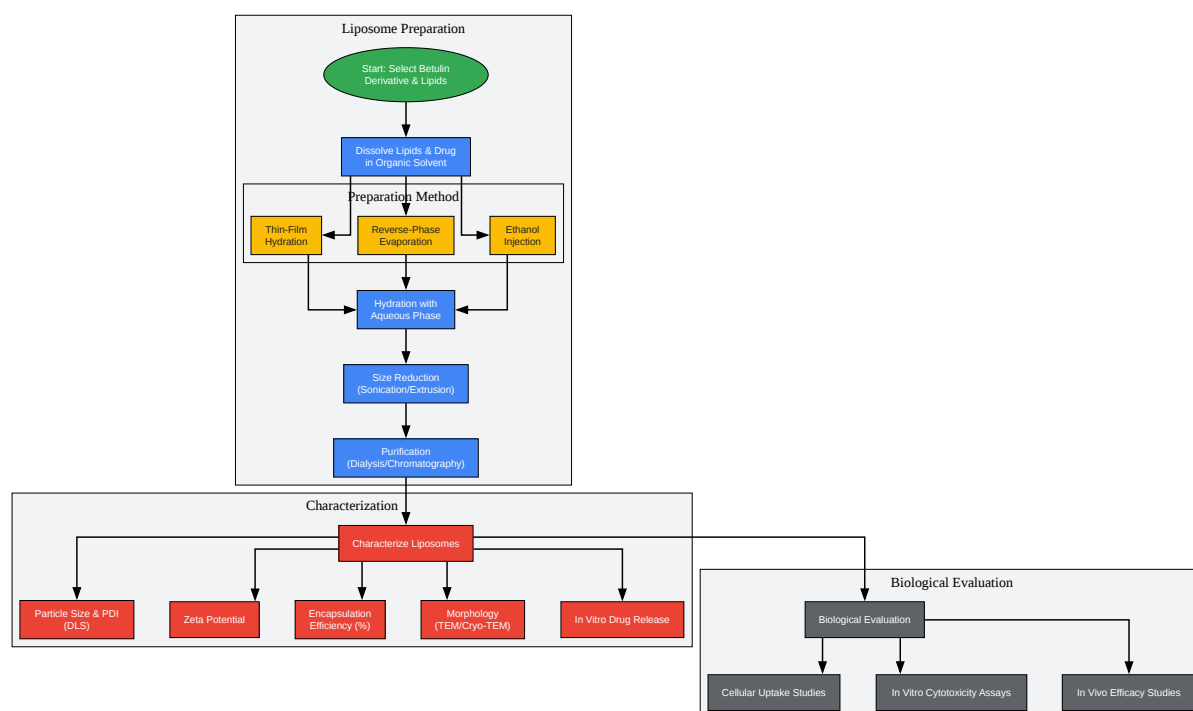 Liposome Preparation
Start: Select Betulin
Derivative & Lipids
Dissolve Lipids & Drug
in Organic Solvent
Preparation Method
Thin-Film
Hydration
Reverse-Phase
Evaporation
Ethanol
Injection
Hydration with
Aqueous Phase
Size Reduction
(Sonication/Extrusion)
Purification
(Dialysis/Chromatography)
Characterization
Characterize Liposomes
Particle Size & PDI
(DLS)
Zeta Potential
Encapsulation
Efficiency (%)
Morphology
(TEM/Cryo-TEM)
In Vitro Drug Release
Biological Evaluation
Biological Evaluation
Cellular Uptake Studies
In Vitro Cytotoxicity Assays
In Vivo Efficacy Studies